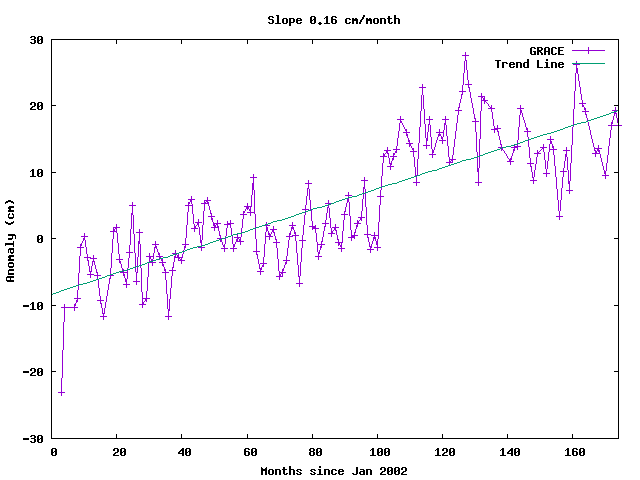 Slope 0.16 cm/month
GRACE
Trend Line
30
20
10
0
-10
-20
-30
Anomaly (cm)
0 20 40 60 80 100 120 140 160
Months since Jan 2002